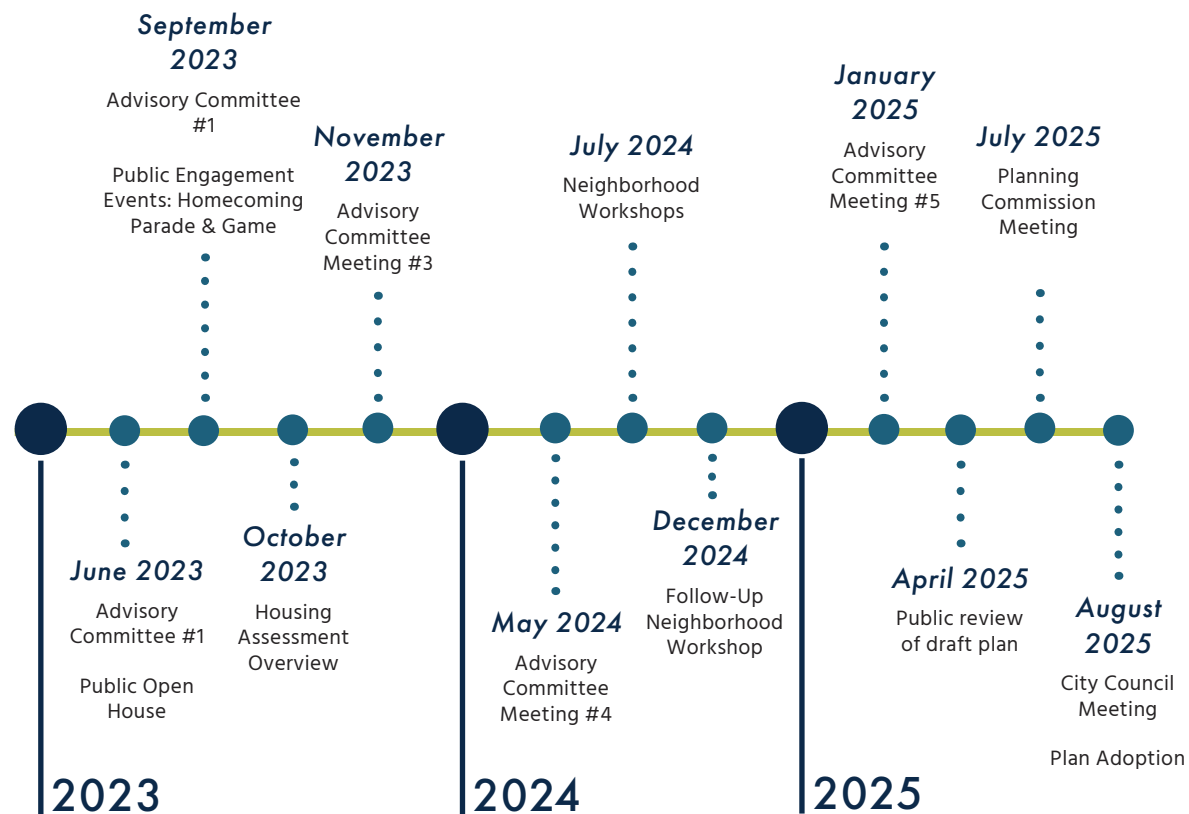 September
2023
Advisory Committee
#1
Public Engagement
Events: Homecoming
Parade & Game
November
2023
Advisory
Committee
Meeting #3
July 2024
Neighborhood
Workshops
January
2025
Advisory
Committee
Meeting #5
July 2025
Planning
Commission
Meeting
June 2023
Advisory
Committee #1
Public Open
House
October
2023
Housing
Assessment
Overview
May 2024
Advisory
Committee
Meeting #4
December
2024
Follow-Up
Neighborhood
Workshop
April 2025
Public review
of draft plan
August
2025
City Council
Meeting
Plan Adoption
2023
2024
2025